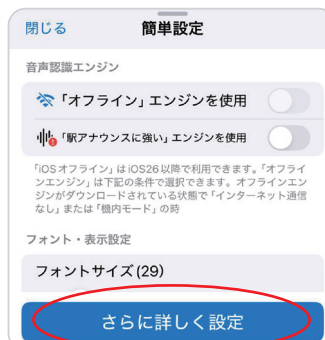 閉じる 簡単設定
音声認識エンジン
「オフライン」エンジンを使用
「駅アナウンスに強い」エンジンを使用
「iOSオフライン」はiOS26以降で利用できます。「オフライ
ンエンジン」は下記の条件で選択できます。オフラインエン
ジンがダウンロードされている状態で「インターネット通信
なし」または「機内モード」の時
フォント・表示設定
フォントサイズ(29)
さらに詳しく設定